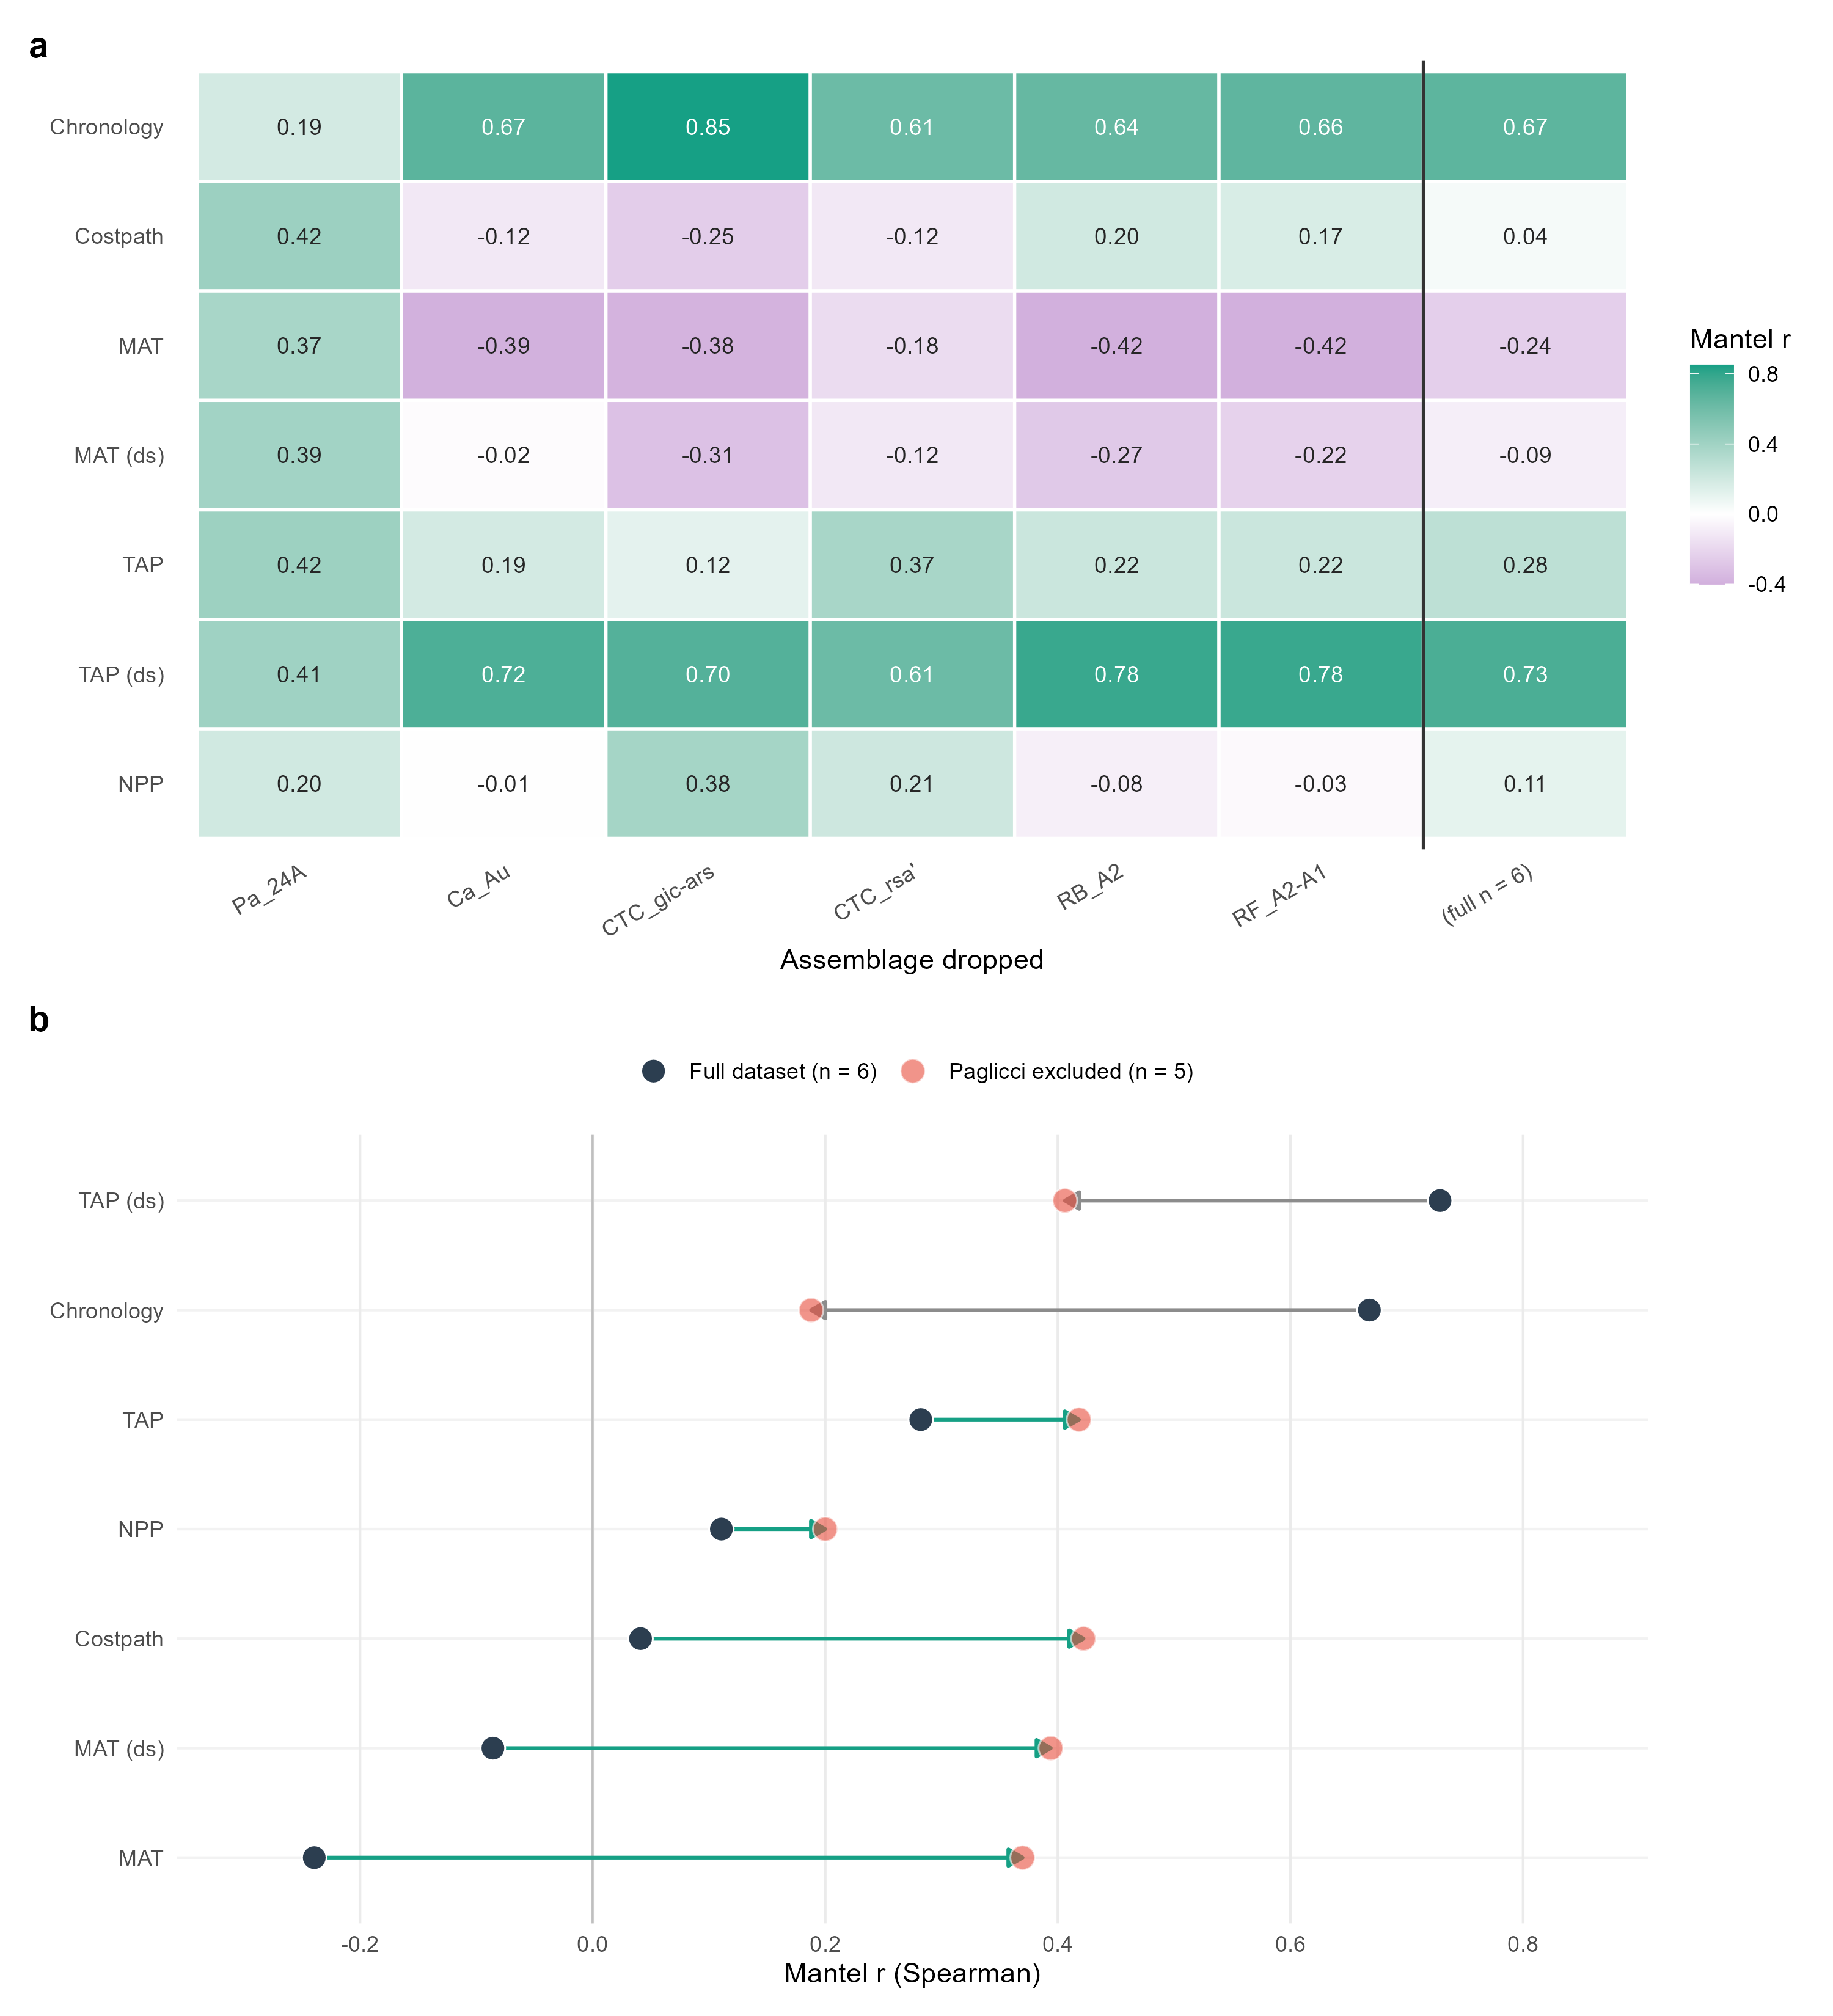 a
Chronology 0.19 0.67 0.85 0.61 0.64 0.66 0.67
Costpath 0.42 -0.12 -0.25 -0.12 0.20 0.17 0.04
MAT 0.37 -0.39 -0.38 -0.18 -0.42 -0.42 -0.24
MAT (ds) 0.39 -0.02 -0.31 -0.12 -0.27 -0.22 -0.09
TAP 0.42 0.19 0.12 0.37 0.22 0.22 0.28
TAP (ds) 0.41 0.72 0.70 0.61 0.78 0.78 0.73
NPP 0.20 -0.01 0.38 0.21 -0.08 -0.03 0.11
Pa_24A Ca_Au CTC_gic-ars CTC_rsa' RB_A2 RF_A2-A1 (full n = 6)
Assemblage dropped
Mantel r
0.8
0.4
0.0
-0.4
b
Full dataset (n = 6) Paglicci excluded (n = 5)
TAP (ds)
Chronology
TAP
NPP
Costpath
MAT (ds)
MAT
-0.2 0.0 0.2 0.4 0.6 0.8
Mantel r (Spearman)